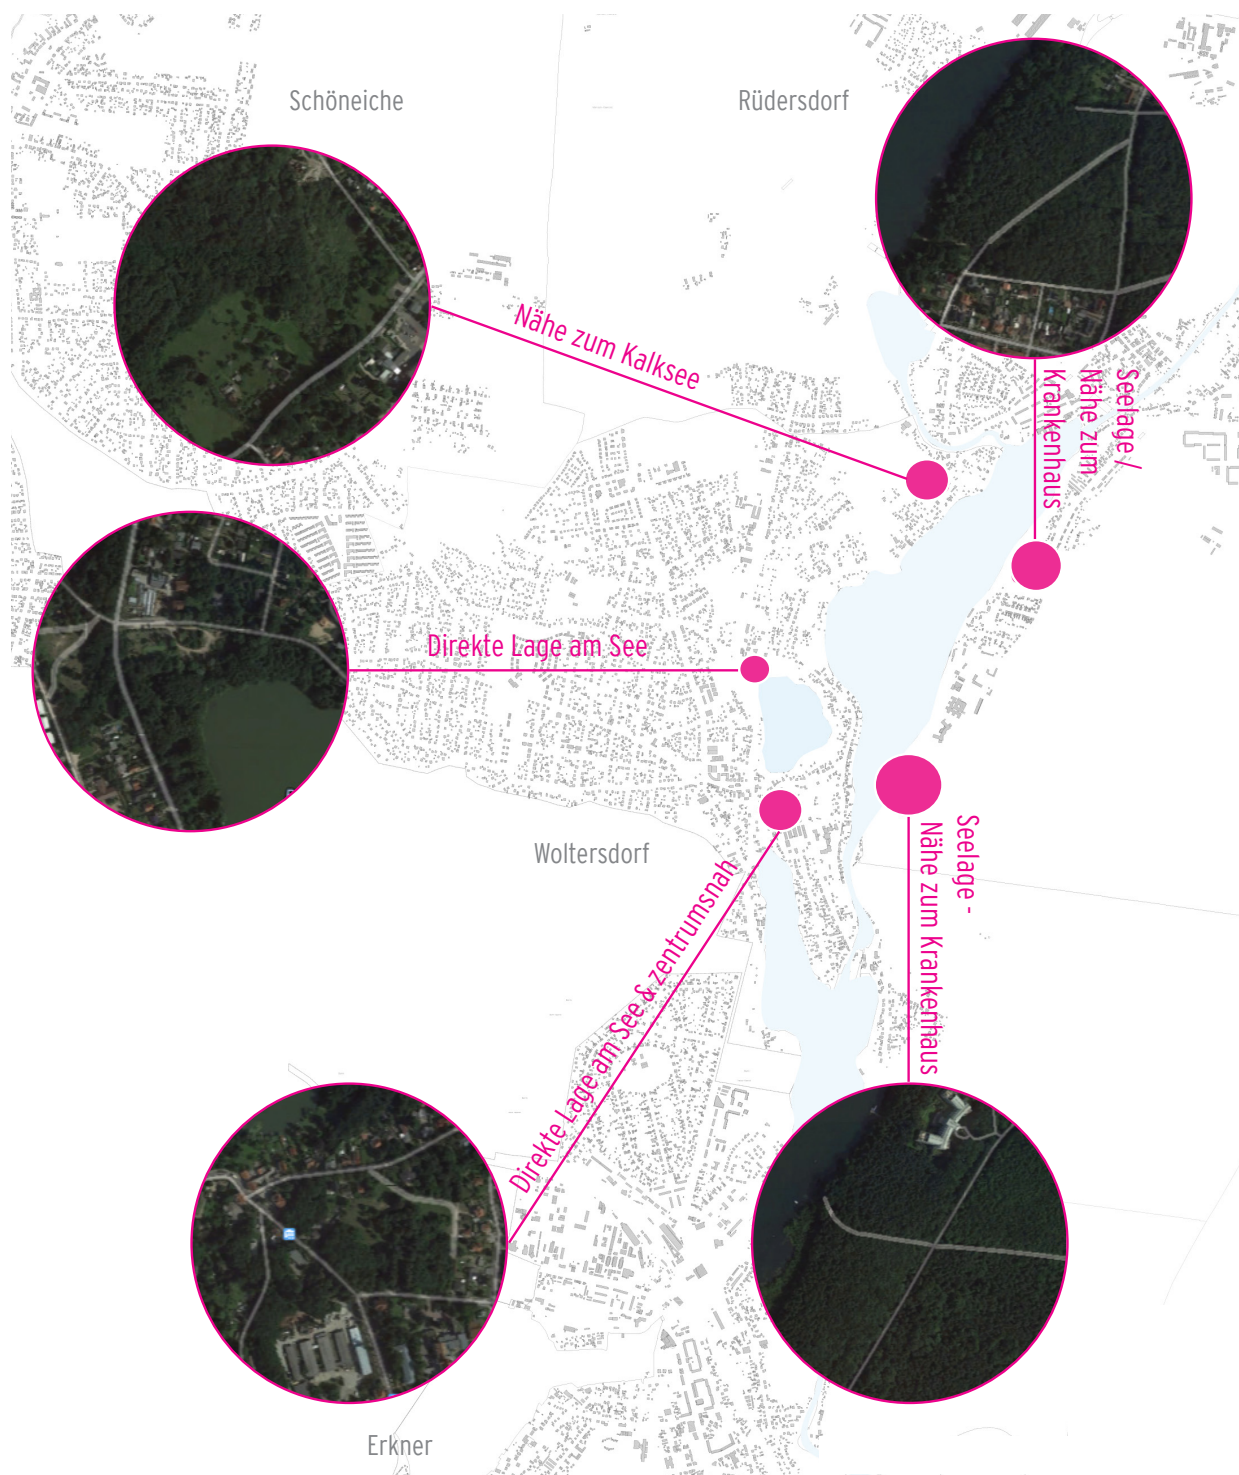 Schöneiche
Rüdersdorf
Nähe zum Kalksee
Seelage /
Nähe zum
Krankenhaus
Direkte Lage am See
Woltersdorf
Seelage -
Nähe zum Krankenhaus
Direkte Lage am See & zentrumsnah
Erkner